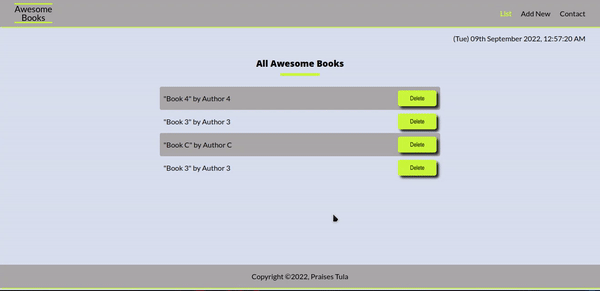 Awesome
Books
List Add New Contact
(Tue) 09th September 2022, 12:57:20 AM
All Awesome Books
"Book 4" by Author 4 Delete
"Book 3" by Author 3 Delete
"Book C" by Author C Delete
"Book 3" by Author 3 Delete
Copyright ©2022, Praises Tula